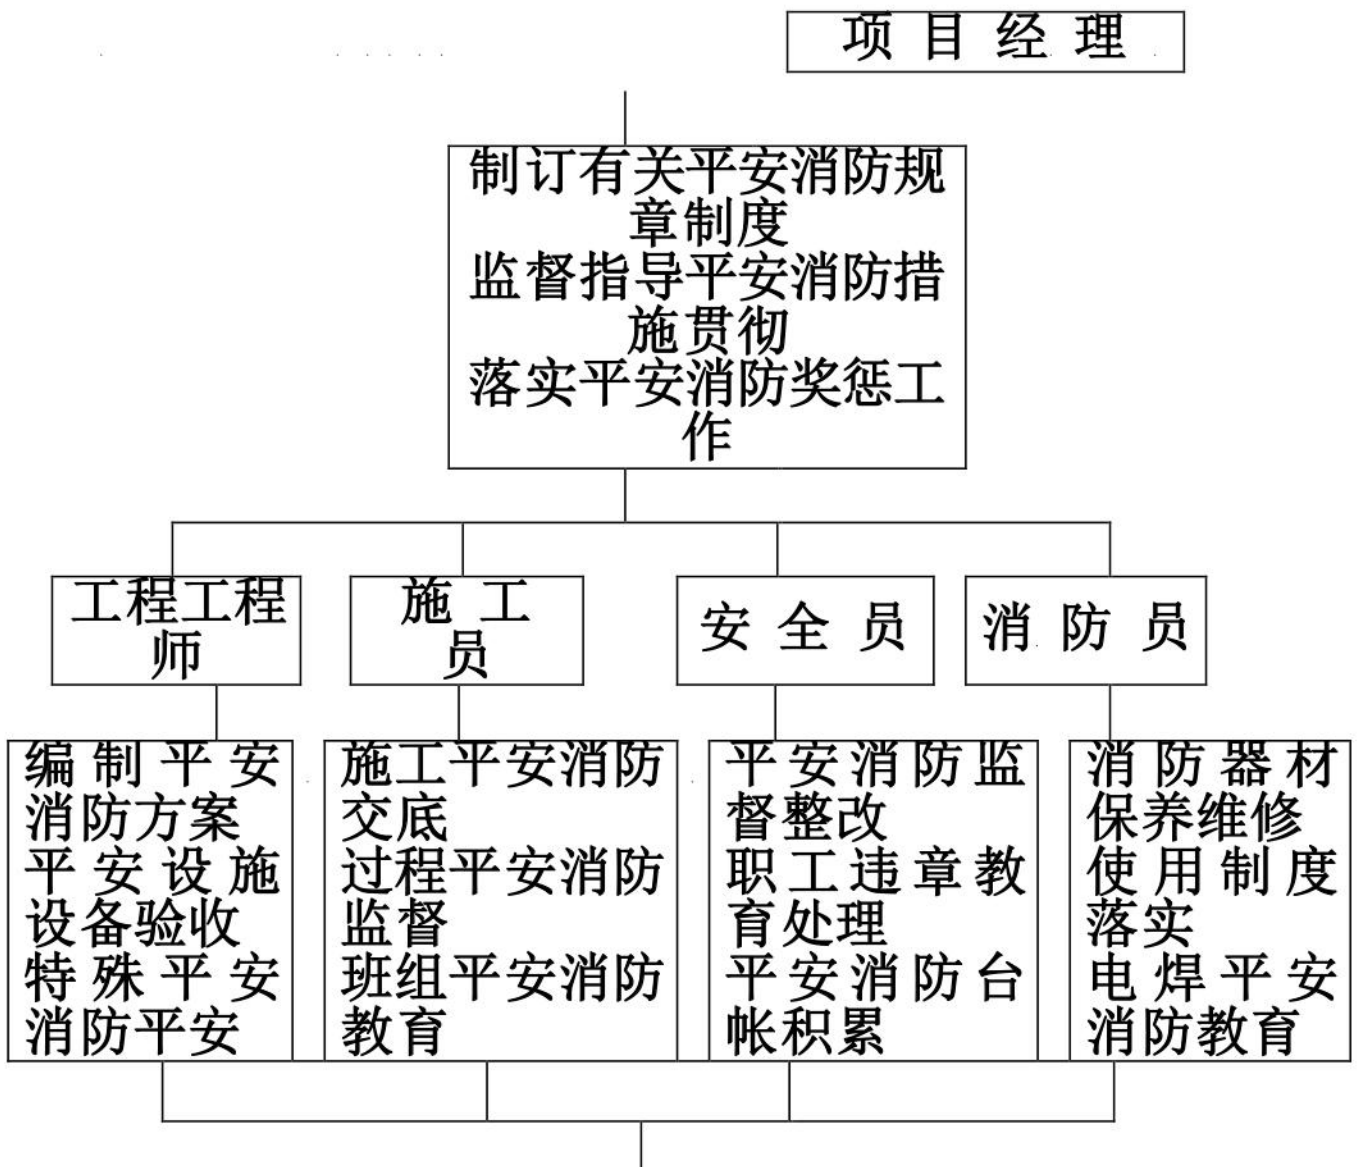 项目经理
制订有关平安消防规
章制度
监督指导平安消防措
施贯彻
落实平安消防奖惩工
作
工程工程
师
施工
员
安全员
消防员
编制平安
消防方案
平安设施
设备验收
特殊平安
消防平安
施工平安消防
交底
过程平安消防
监督
班组平安消防
教育
平安消防监
督整改
职工违章教
育处理
平安消防台
帐积累
消防器材
保养维修
使用制度
落实
电焊平安
消防教育